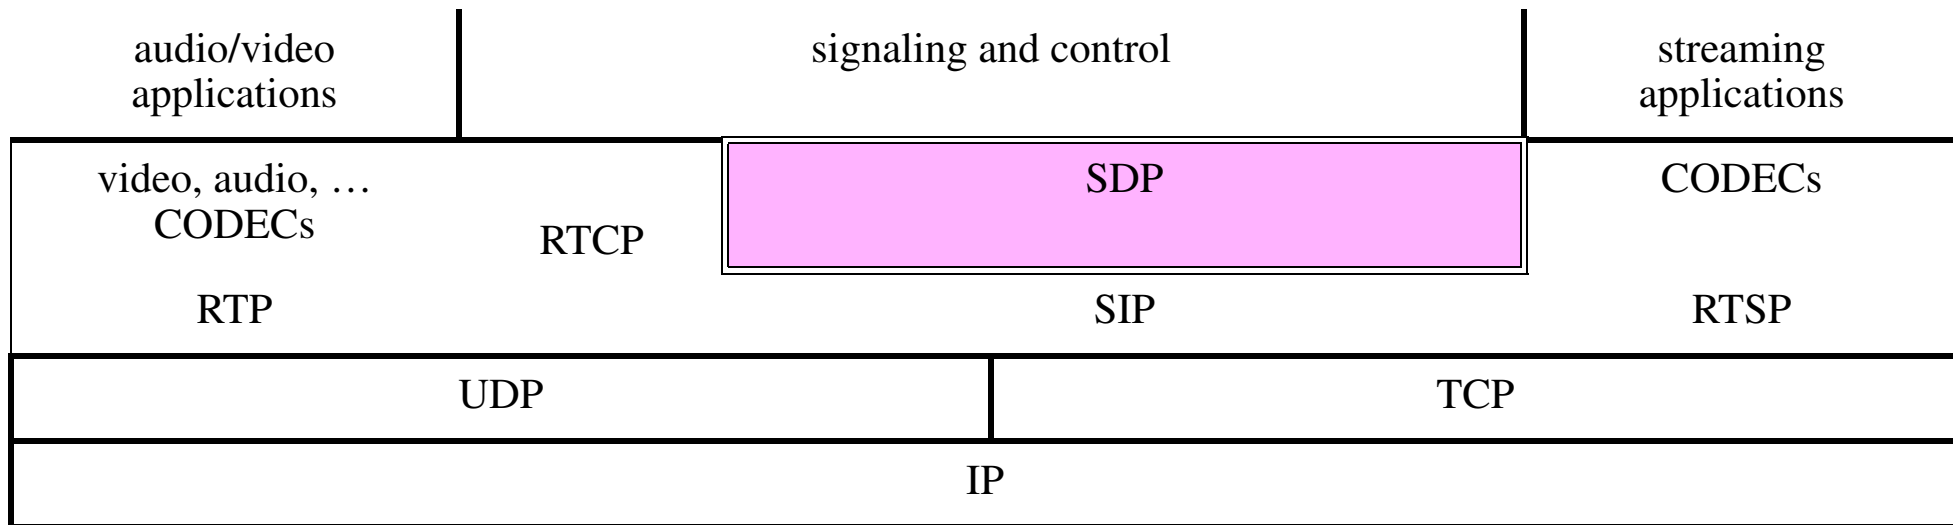 audio/video
applications
signaling and control
streaming
applications
video, audio, …
CODECs
RTCP
SDP
CODECs
RTP
SIP
RTSP
UDP
TCP
IP